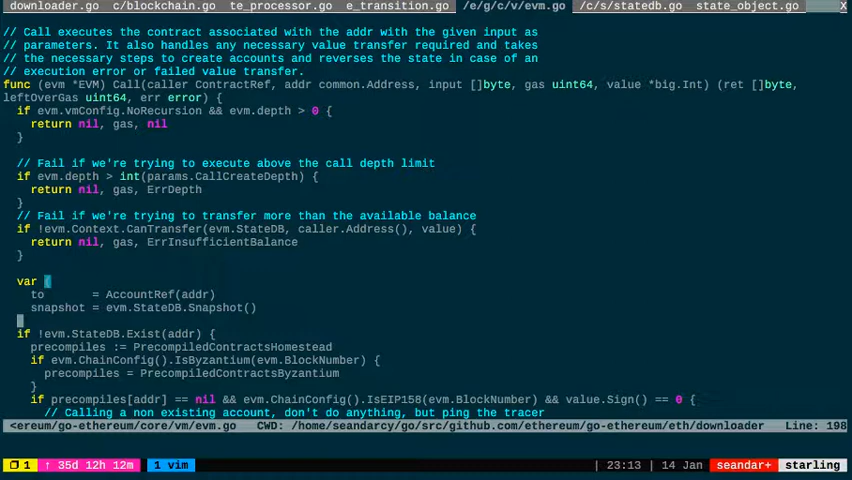 downloader.go  c/blockchain.go  te_processor.go  e_transition.go  /e/g/c/v/evm.go  /c/s/statedb.go  state_object.go  X
// Call executes the contract associated with the addr with the given input as
// parameters. It also handles any necessary value transfer required and takes
// the necessary steps to create accounts and reverses the state in case of an
// execution error or failed value transfer.
func (evm *EVM) Call(caller ContractRef, addr common.Address, input []byte, gas uint64, value *big.Int) (ret []byte,
leftOverGas uint64, err error) {
  if evm.vmConfig.NoRecursion && evm.depth > 0 {
    return nil, gas, nil
  }
  // Fail if we're trying to execute above the call depth limit
  if evm.depth > int(params.CallCreateDepth) {
    return nil, gas, ErrDepth
  }
  // Fail if we're trying to transfer more than the available balance
  if !evm.Context.CanTransfer(evm.StateDB, caller.Address(), value) {
    return nil, gas, ErrInsufficientBalance
  }
  var (
    to       = AccountRef(addr)
    snapshot = evm.StateDB.Snapshot()
  )
  if !evm.StateDB.Exist(addr) {
    precompiles := PrecompiledContractsHomestead
    if evm.ChainConfig().IsByzantium(evm.BlockNumber) {
      precompiles = PrecompiledContractsByzantium
    }
    if precompiles[addr] == nil && evm.ChainConfig().IsEIP158(evm.BlockNumber) && value.Sign() == 0 {
      // Calling a non existing account, don't do anything, but ping the tracer
<ereum/go-ethereum/core/vm/evm.go   CWD: /home/seandarcy/go/src/github.com/ethereum/go-ethereum/eth/downloader   Line: 198
1  ↑ 35d 12h 12m  1 vim  | 23:13 | 14 Jan  seandar+  starling